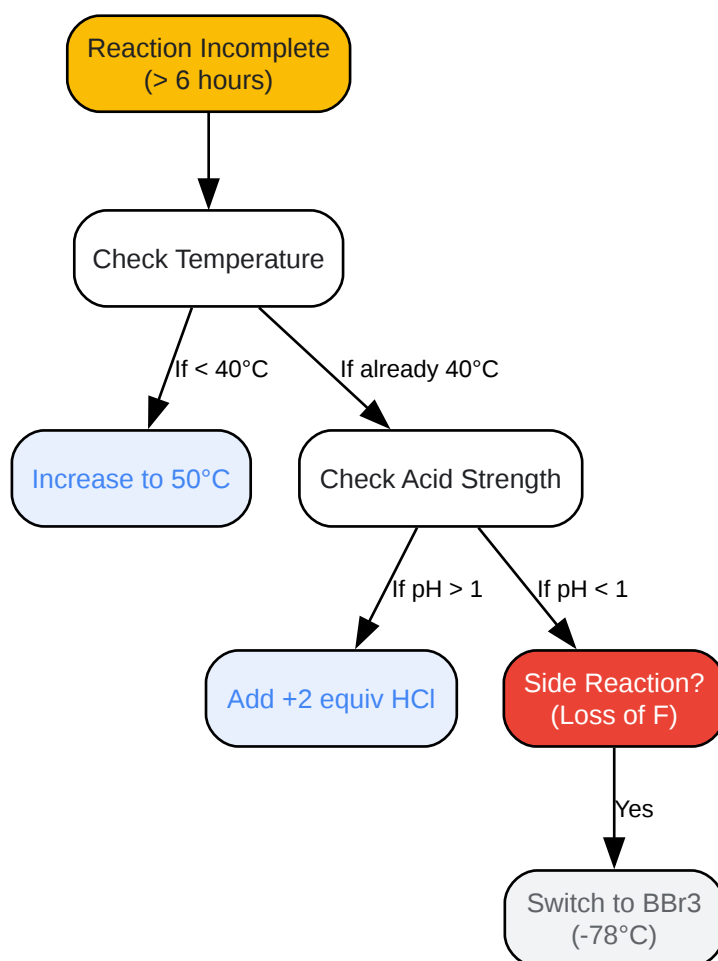 Reaction Incomplete
(> 6 hours)
Check Temperature
If < 40°C
If already 40°C
Increase to 50°C
Check Acid Strength
If pH > 1
If pH < 1
Add +2 equiv HCl
Side Reaction?
(Loss of F)
Yes
Switch to BBr3
(-78°C)